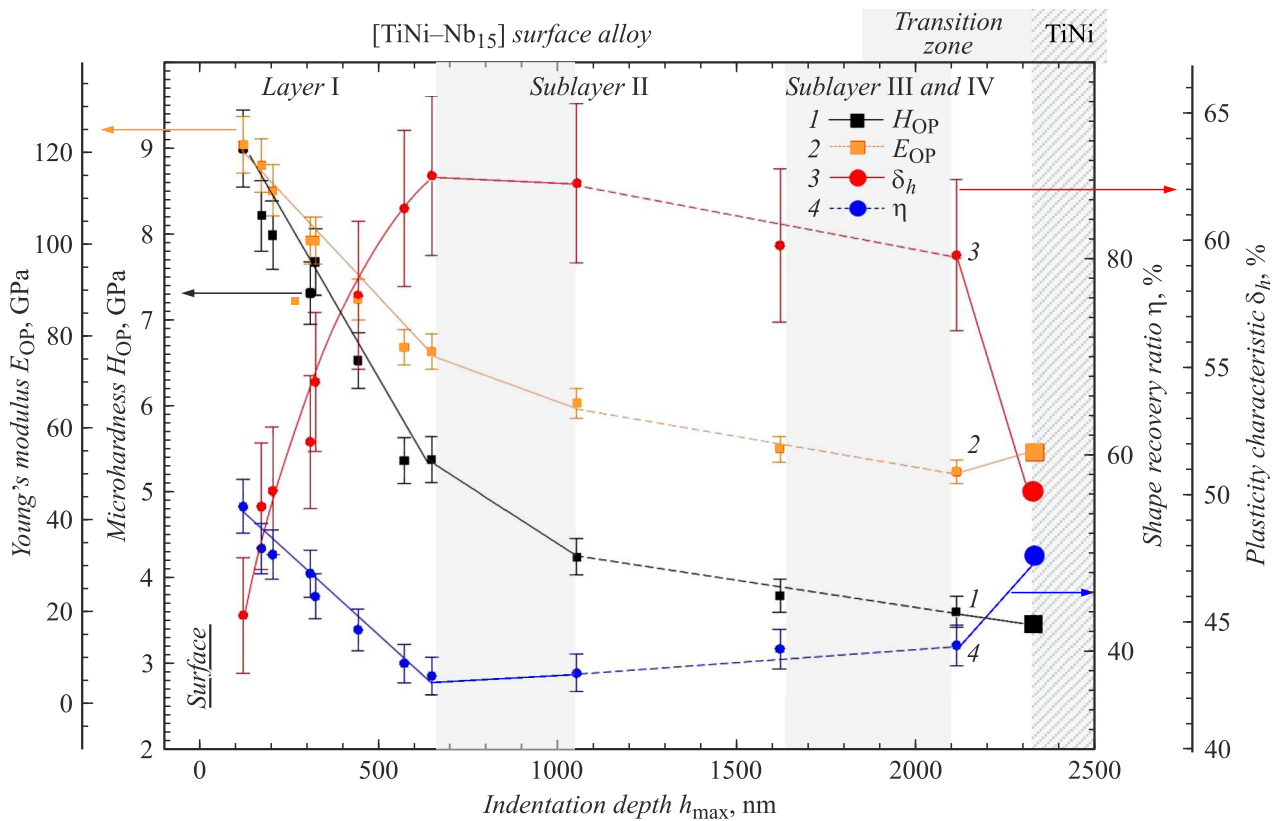 [TiNi–Nb15] surface alloy
Transition
zone
TiNi
Layer I
Sublayer II
Sublayer III and IV
1 HOP
2 EOP
3 δh
4 η
Surface
3
2
1
4
Young's modulus EOP, GPa
120
100
80
60
40
20
0
Microhardness HOP, GPa
9
8
7
6
5
4
3
2
Shape recovery ratio η, %
80
60
40
Plasticity characteristic δh, %
65
60
55
50
45
40
0 500 1000 1500 2000 2500
Indentation depth hmax, nm